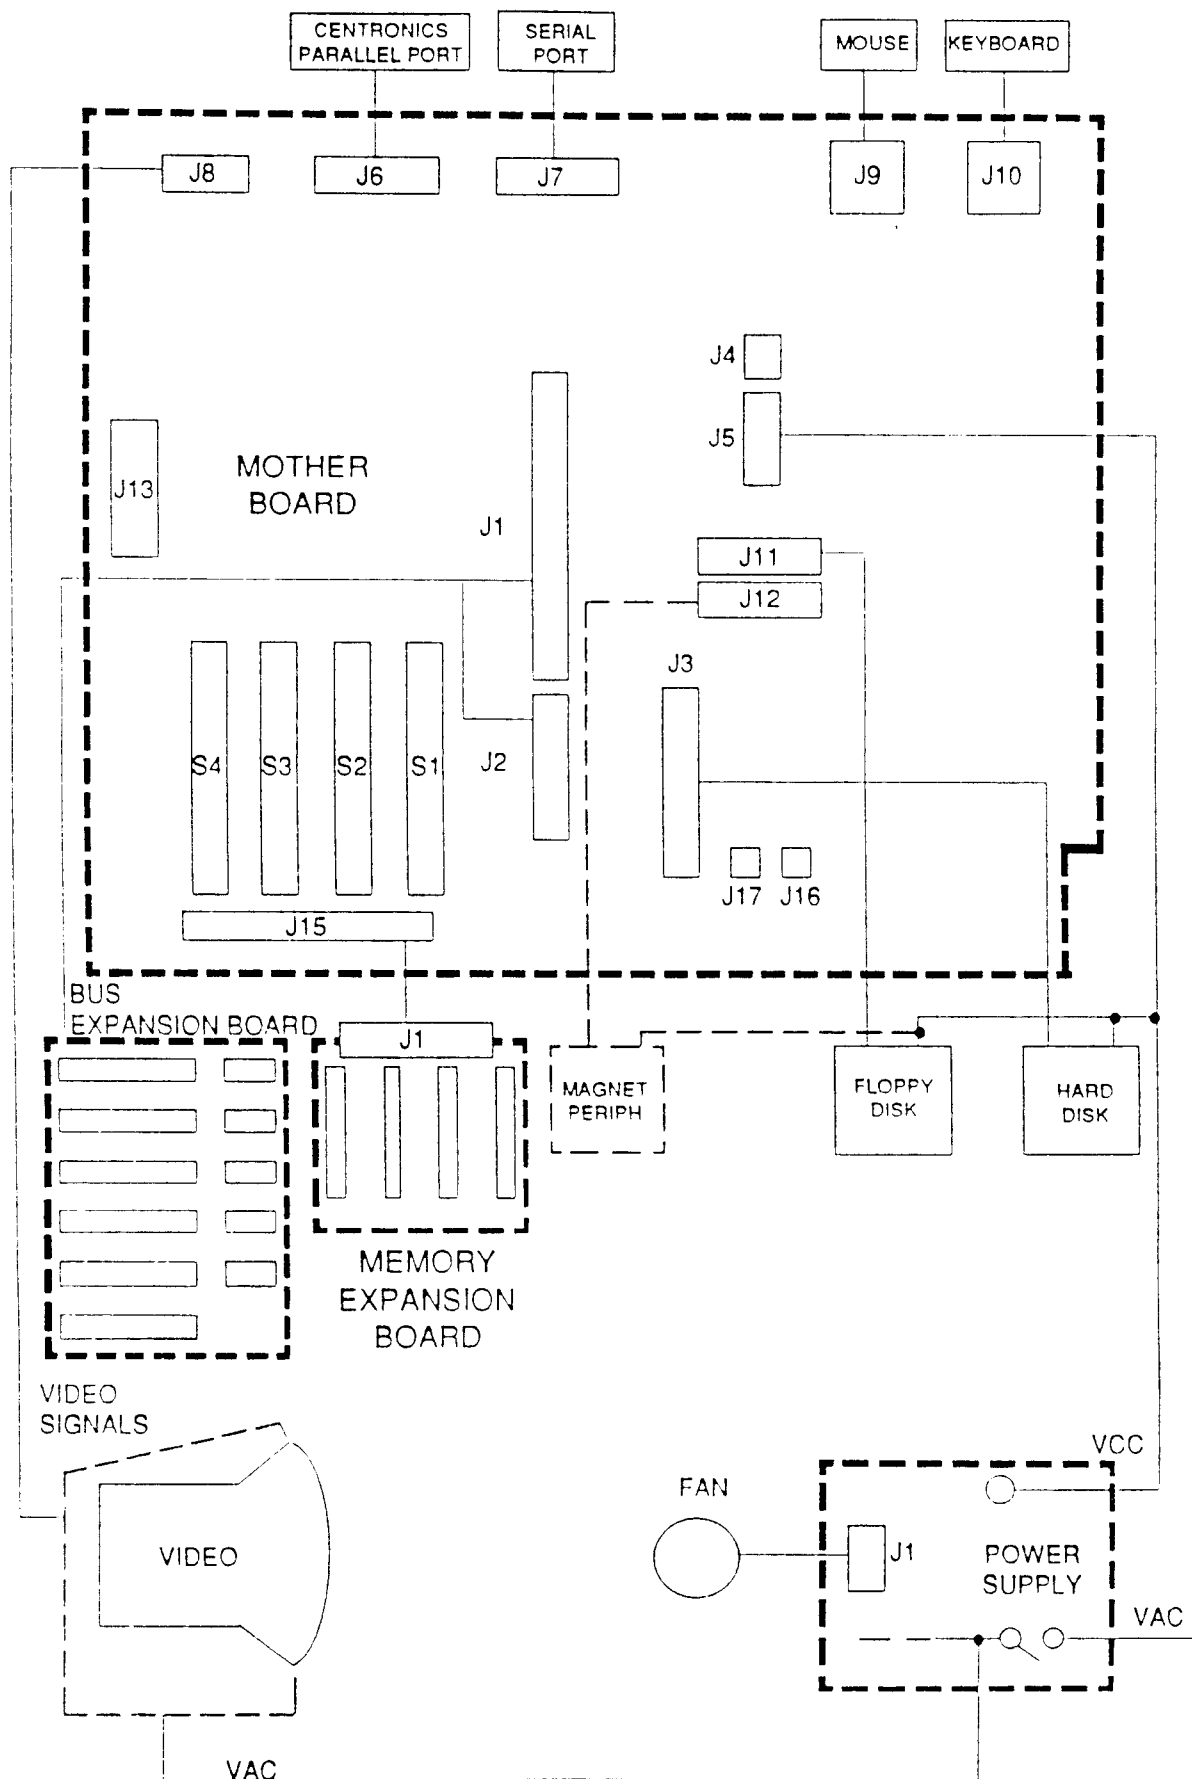 CENTRONICS
PARALLEL PORT
SERIAL
PORT
MOUSE
KEYBOARD
J8
J6
J7
J9
J10
J4
J5
J13
MOTHER
BOARD
J1
J11
J12
J3
S4
S3
S2
S1
J2
J17
J16
J15
BUS
EXPANSION BOARD
J1
MAGNET
PERIPH
FLOPPY
DISK
HARD
DISK
MEMORY
EXPANSION
BOARD
VIDEO
SIGNALS
VCC
FAN
VIDEO
J1
POWER
SUPPLY
VAC
VAC